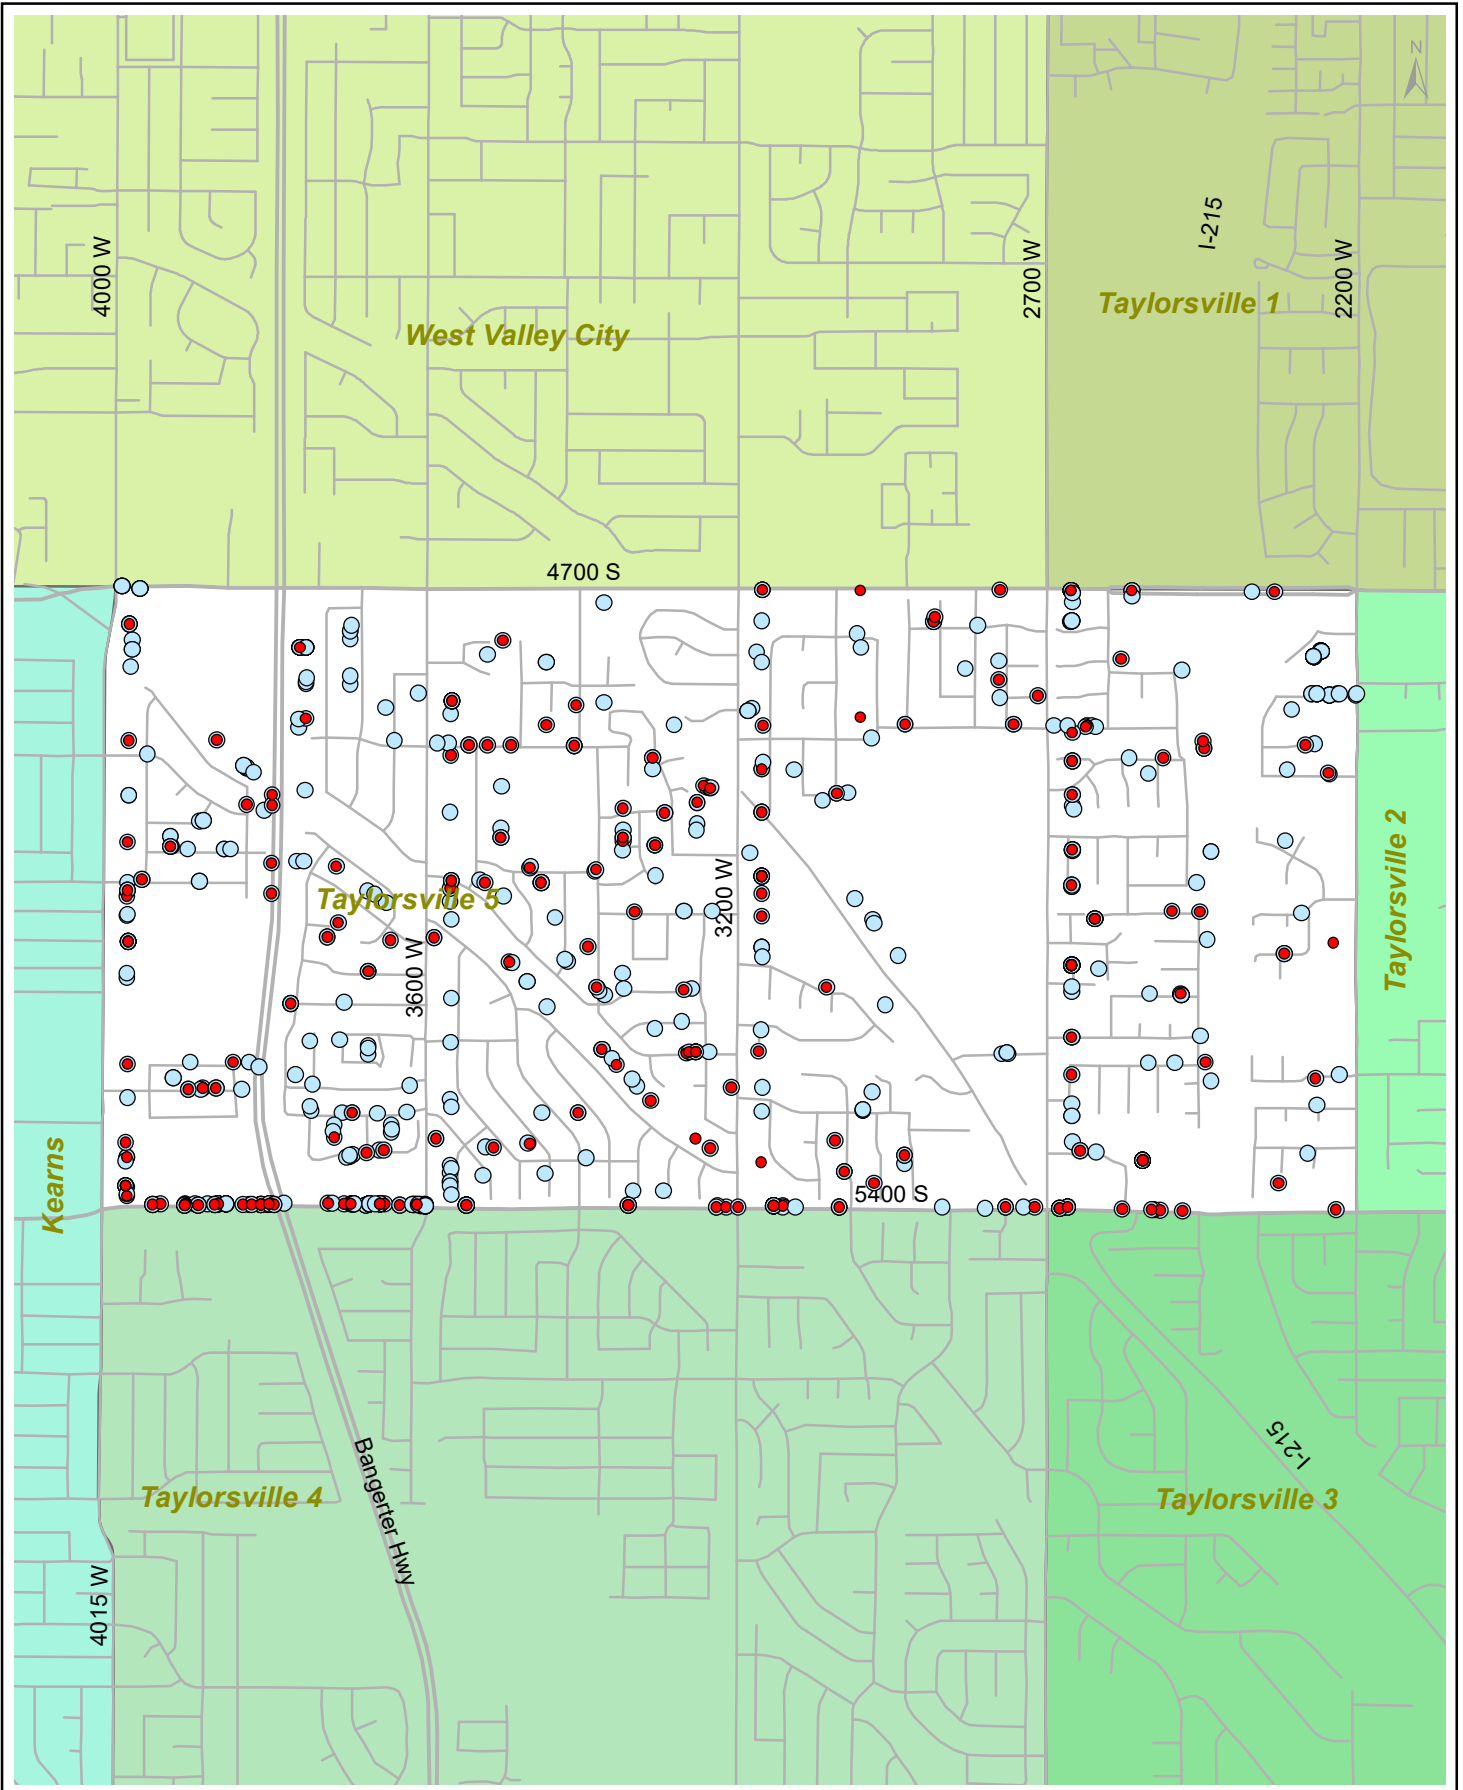 N
I-215
4000 W
2700 W
2200 W
Taylorsville 1
West Valley City
4700 S
Taylorsville 2
Taylorsville 5
3200 W
3600 W
Kearns
5400 S
I-215
Taylorsville 4
Taylorsville 3
Bangerter Hwy
4015 W